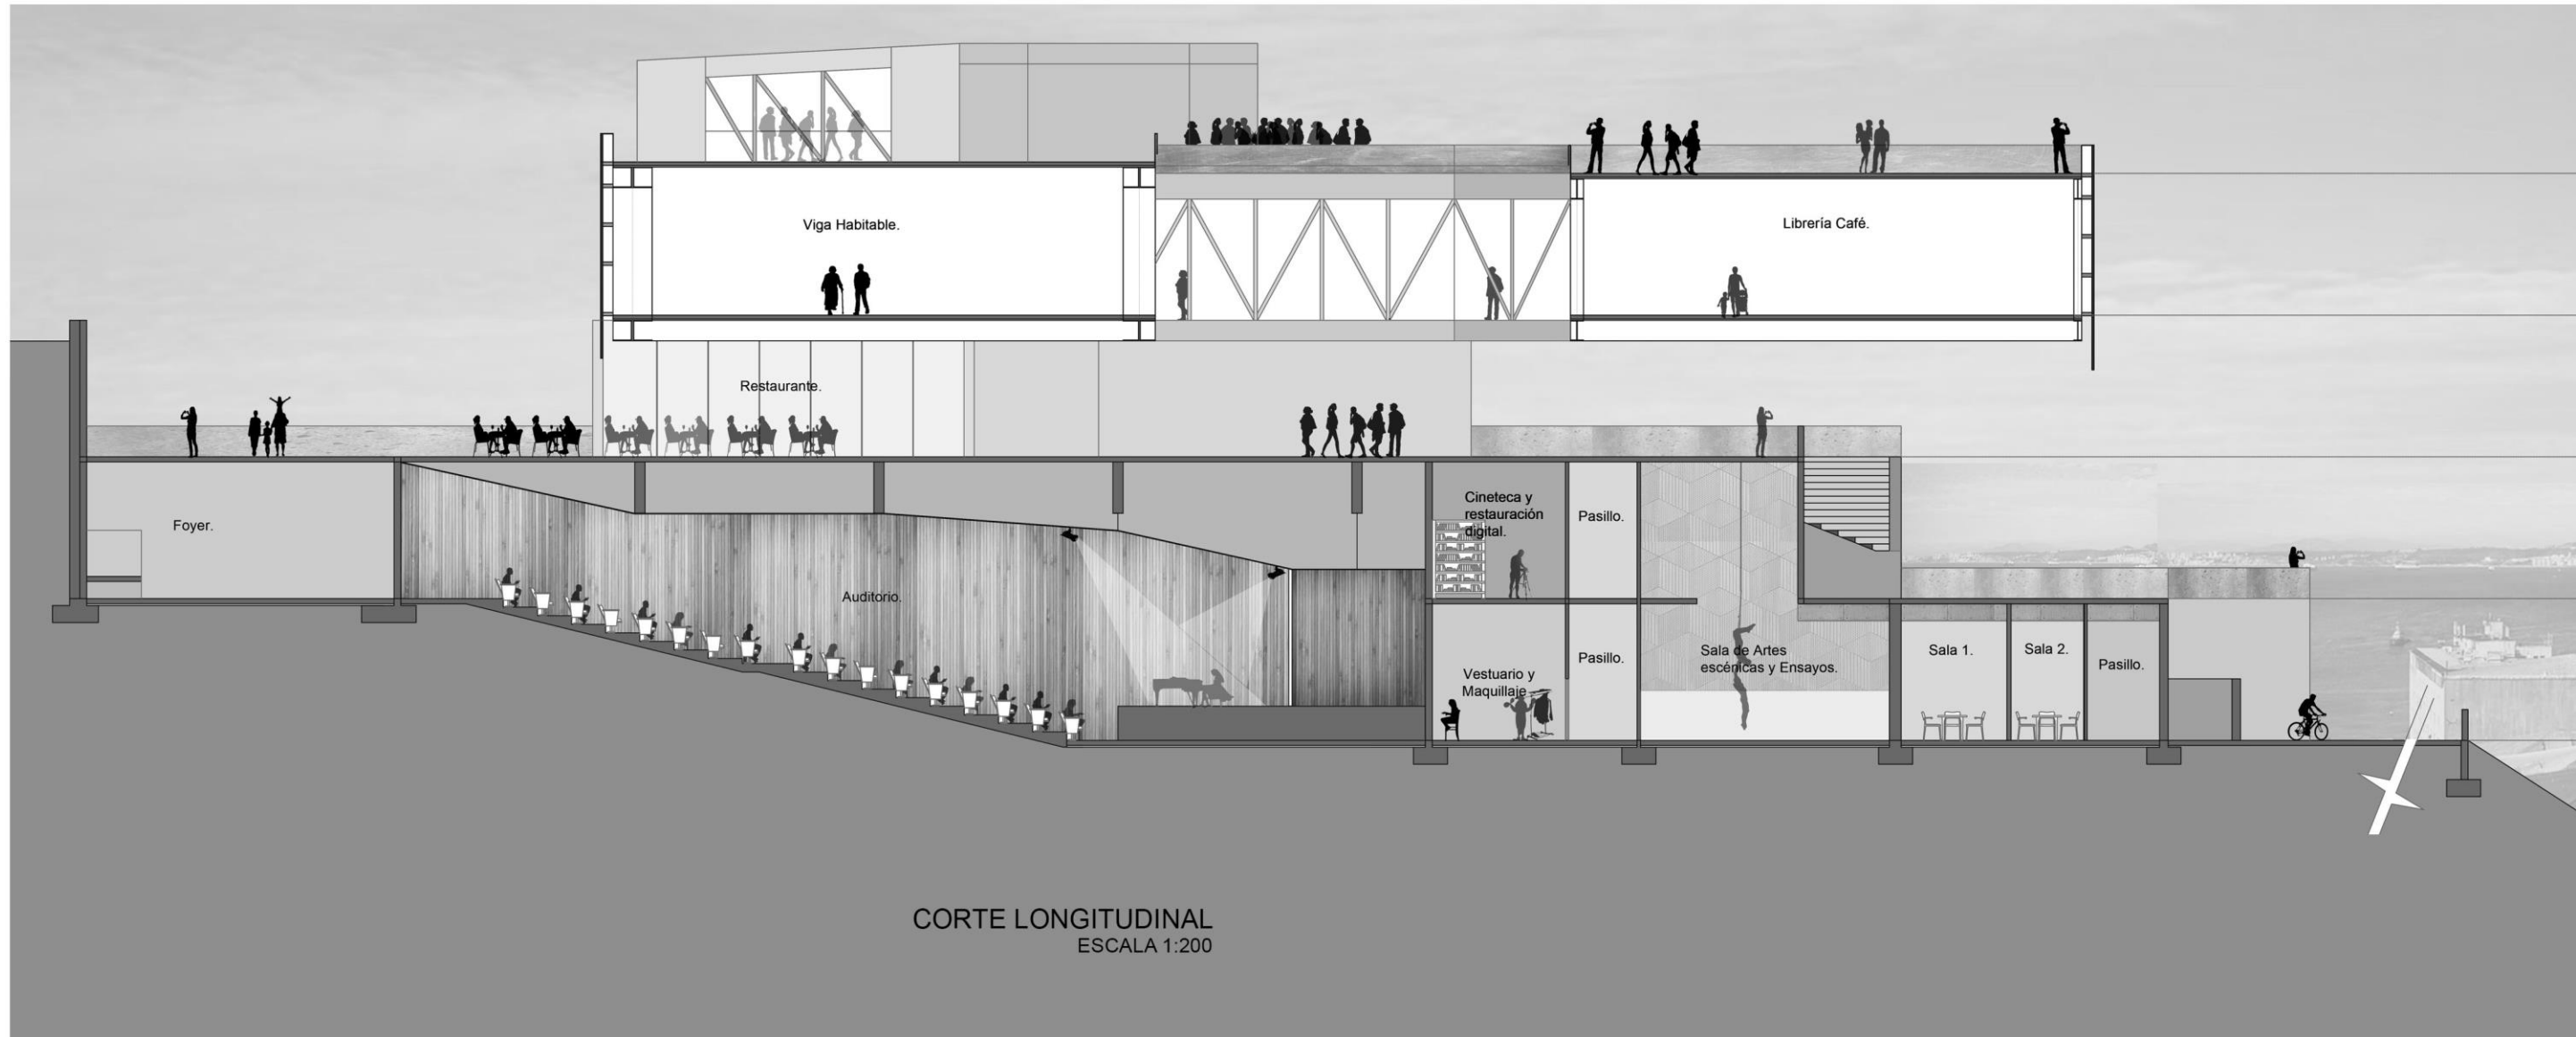 Viga Habitable.
Librería Café.
Restaurante.
Foyer.
Auditorio.
Cineteca y
restauración
digital.
Pasillo.
Vestuario y
Maquillaje
Pasillo.
Sala de Artes
escénicas y Ensayos.
Sala 1.
Sala 2.
Pasillo.
CORTE LONGITUDINAL
ESCALA 1:200